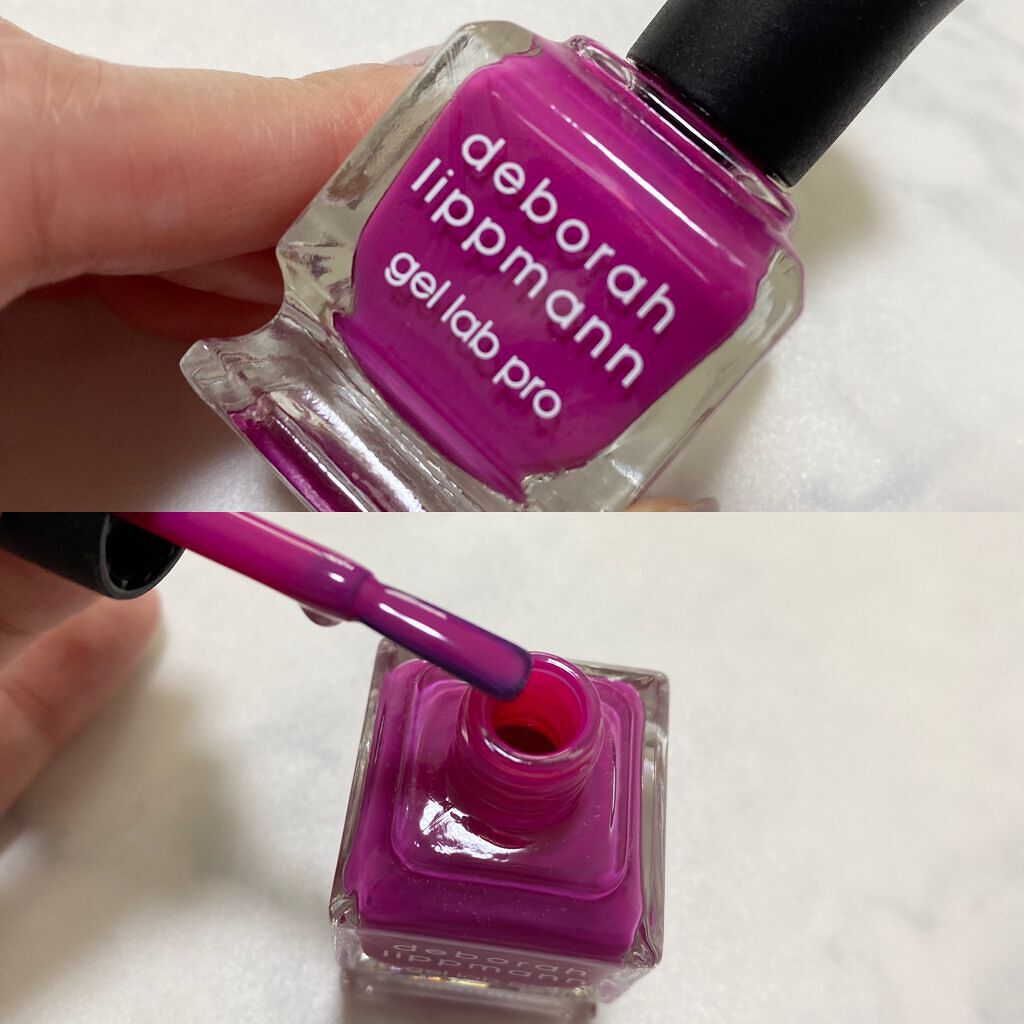 deborah
lippmann
gel lab pro
deborah
lippmann